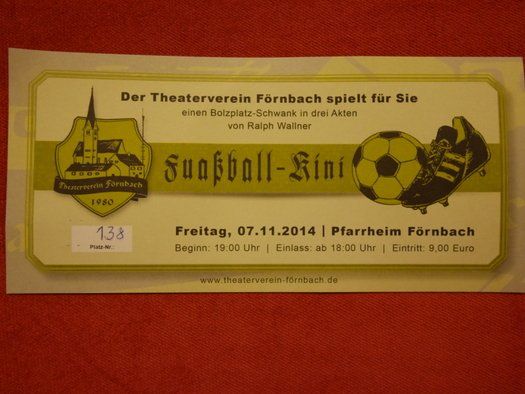 Der Theaterverein Förnbach spielt für Sie
einen Bolzplatz-Schwank in drei Akten
von Ralph Wallner
Fuaßball-Kini
Theaterverein Förnbach
1980
138
Platz-Nr.:
Freitag, 07.11.2014 | Pfarrheim Förnbach
Beginn: 19:00 Uhr | Einlass: ab 18:00 Uhr | Eintritt: 9,00 Euro
www.theaterverein-förnbach.de